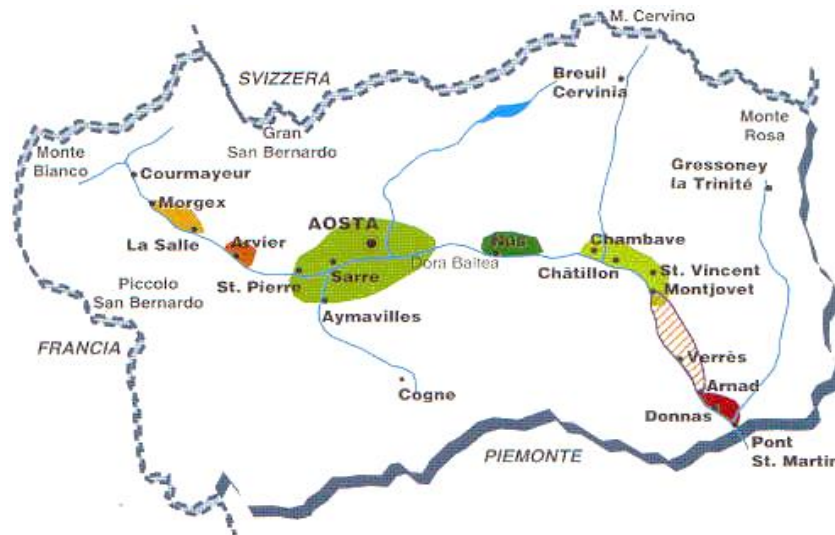 M. Cervino
SVIZZERA
Breuil
Cervinia
Gran
San Bernardo
Monte
Rosa
Monte
Bianco
Courmayeur
Gressoney
la Trinité
Morgex
AOSTA
La Salle
Arvier
Nus
Chambave
Dora Baltea
Châtillon
St. Vincent
Sarre
St. Pierre
Piccolo
San Bernardo
Montjovet
Aymavilles
FRANCIA
Verrès
Cogne
Arnad
Donnas
PIEMONTE
Pont
St. Martin